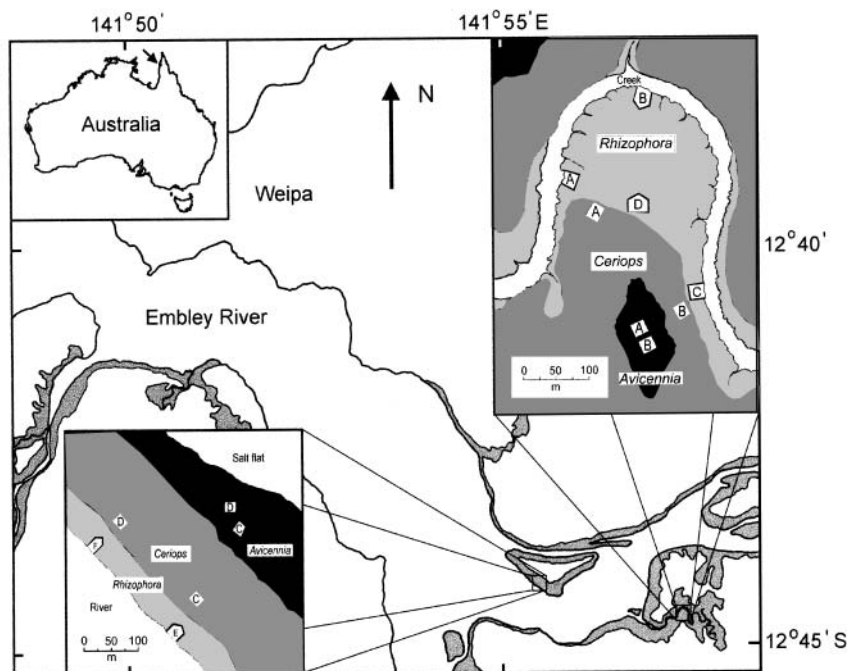 141°50'
141°55' E
Australia
N
Weipa
Embley River
12°40'
12°45' S
Creek
B
Rhizophora
A
D
A
Ceriops
C
B
A
B
0 50 100
m
Avicennia
Salt flat
D
D
C
F
Ceriops
Avicennia
Rhizophora
C
River
E
0 50 100
m